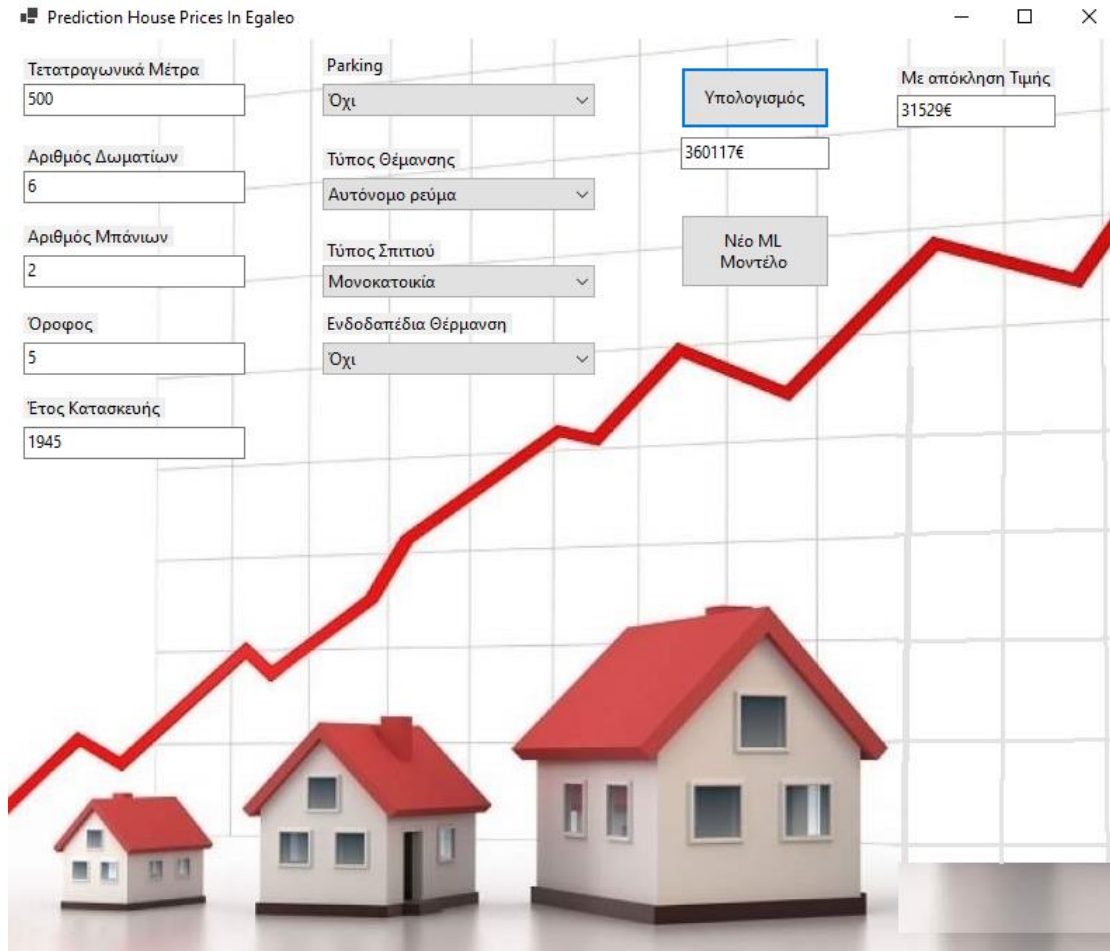 Prediction House Prices In Egaleo
Τετατραγωνικά Μέτρα
500
Αριθμός Δωματίων
6
Αριθμός Μπάνιων
2
Όροφος
5
Έτος Κατασκευής
1945
Parking
Όχι
Τύπος Θέμανσης
Αυτόνομο ρεύμα
Τύπος Σπιτιού
Μονοκατοικία
Ενδοδαπέδια Θέρμανση
Όχι
Υπολογισμός
360117€
Νέο ML
Μοντέλο
Με απόκληση Τιμής
31529€